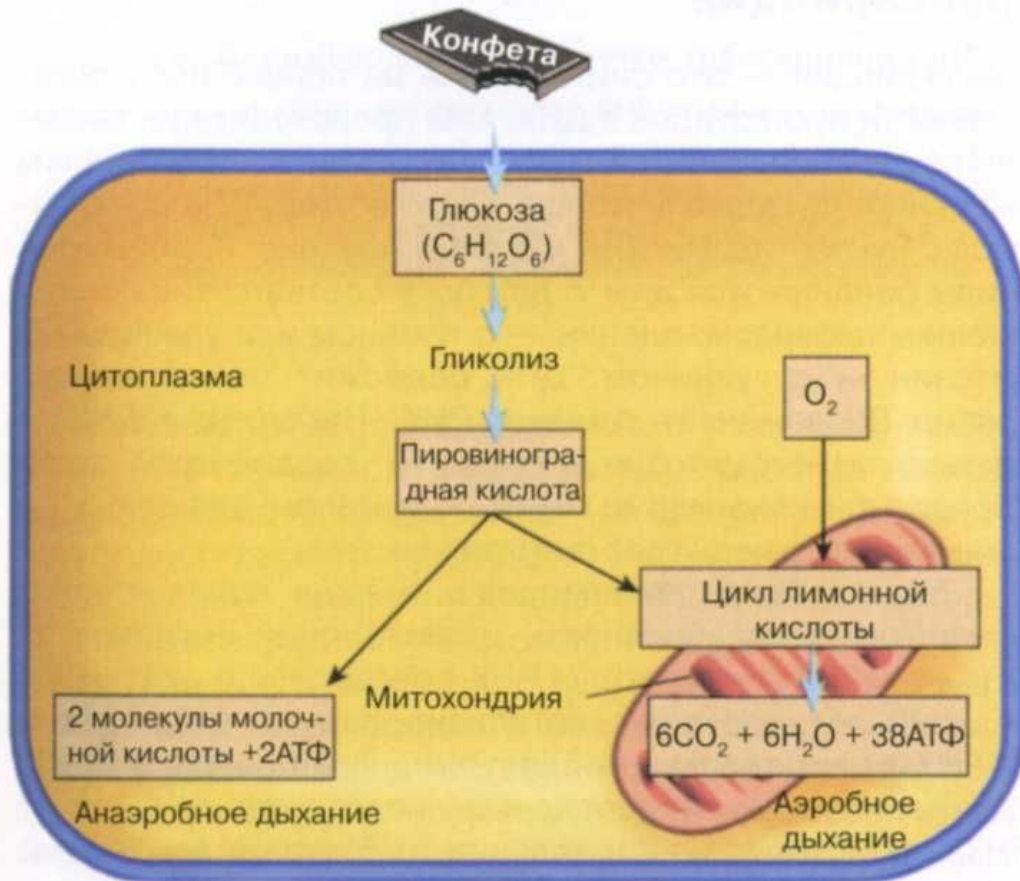 Конфета
Глюкоза
(C₆H₁₂O₆)
Гликолиз
Цитоплазма
O₂
Пировиногра-
дная кислота
Цикл лимонной
кислоты
Митохондрия
2 молекулы молоч-
ной кислоты +2АТФ
6CO₂ + 6H₂O + 38АТФ
Анаэробное дыхание
Аэробное
дыхание